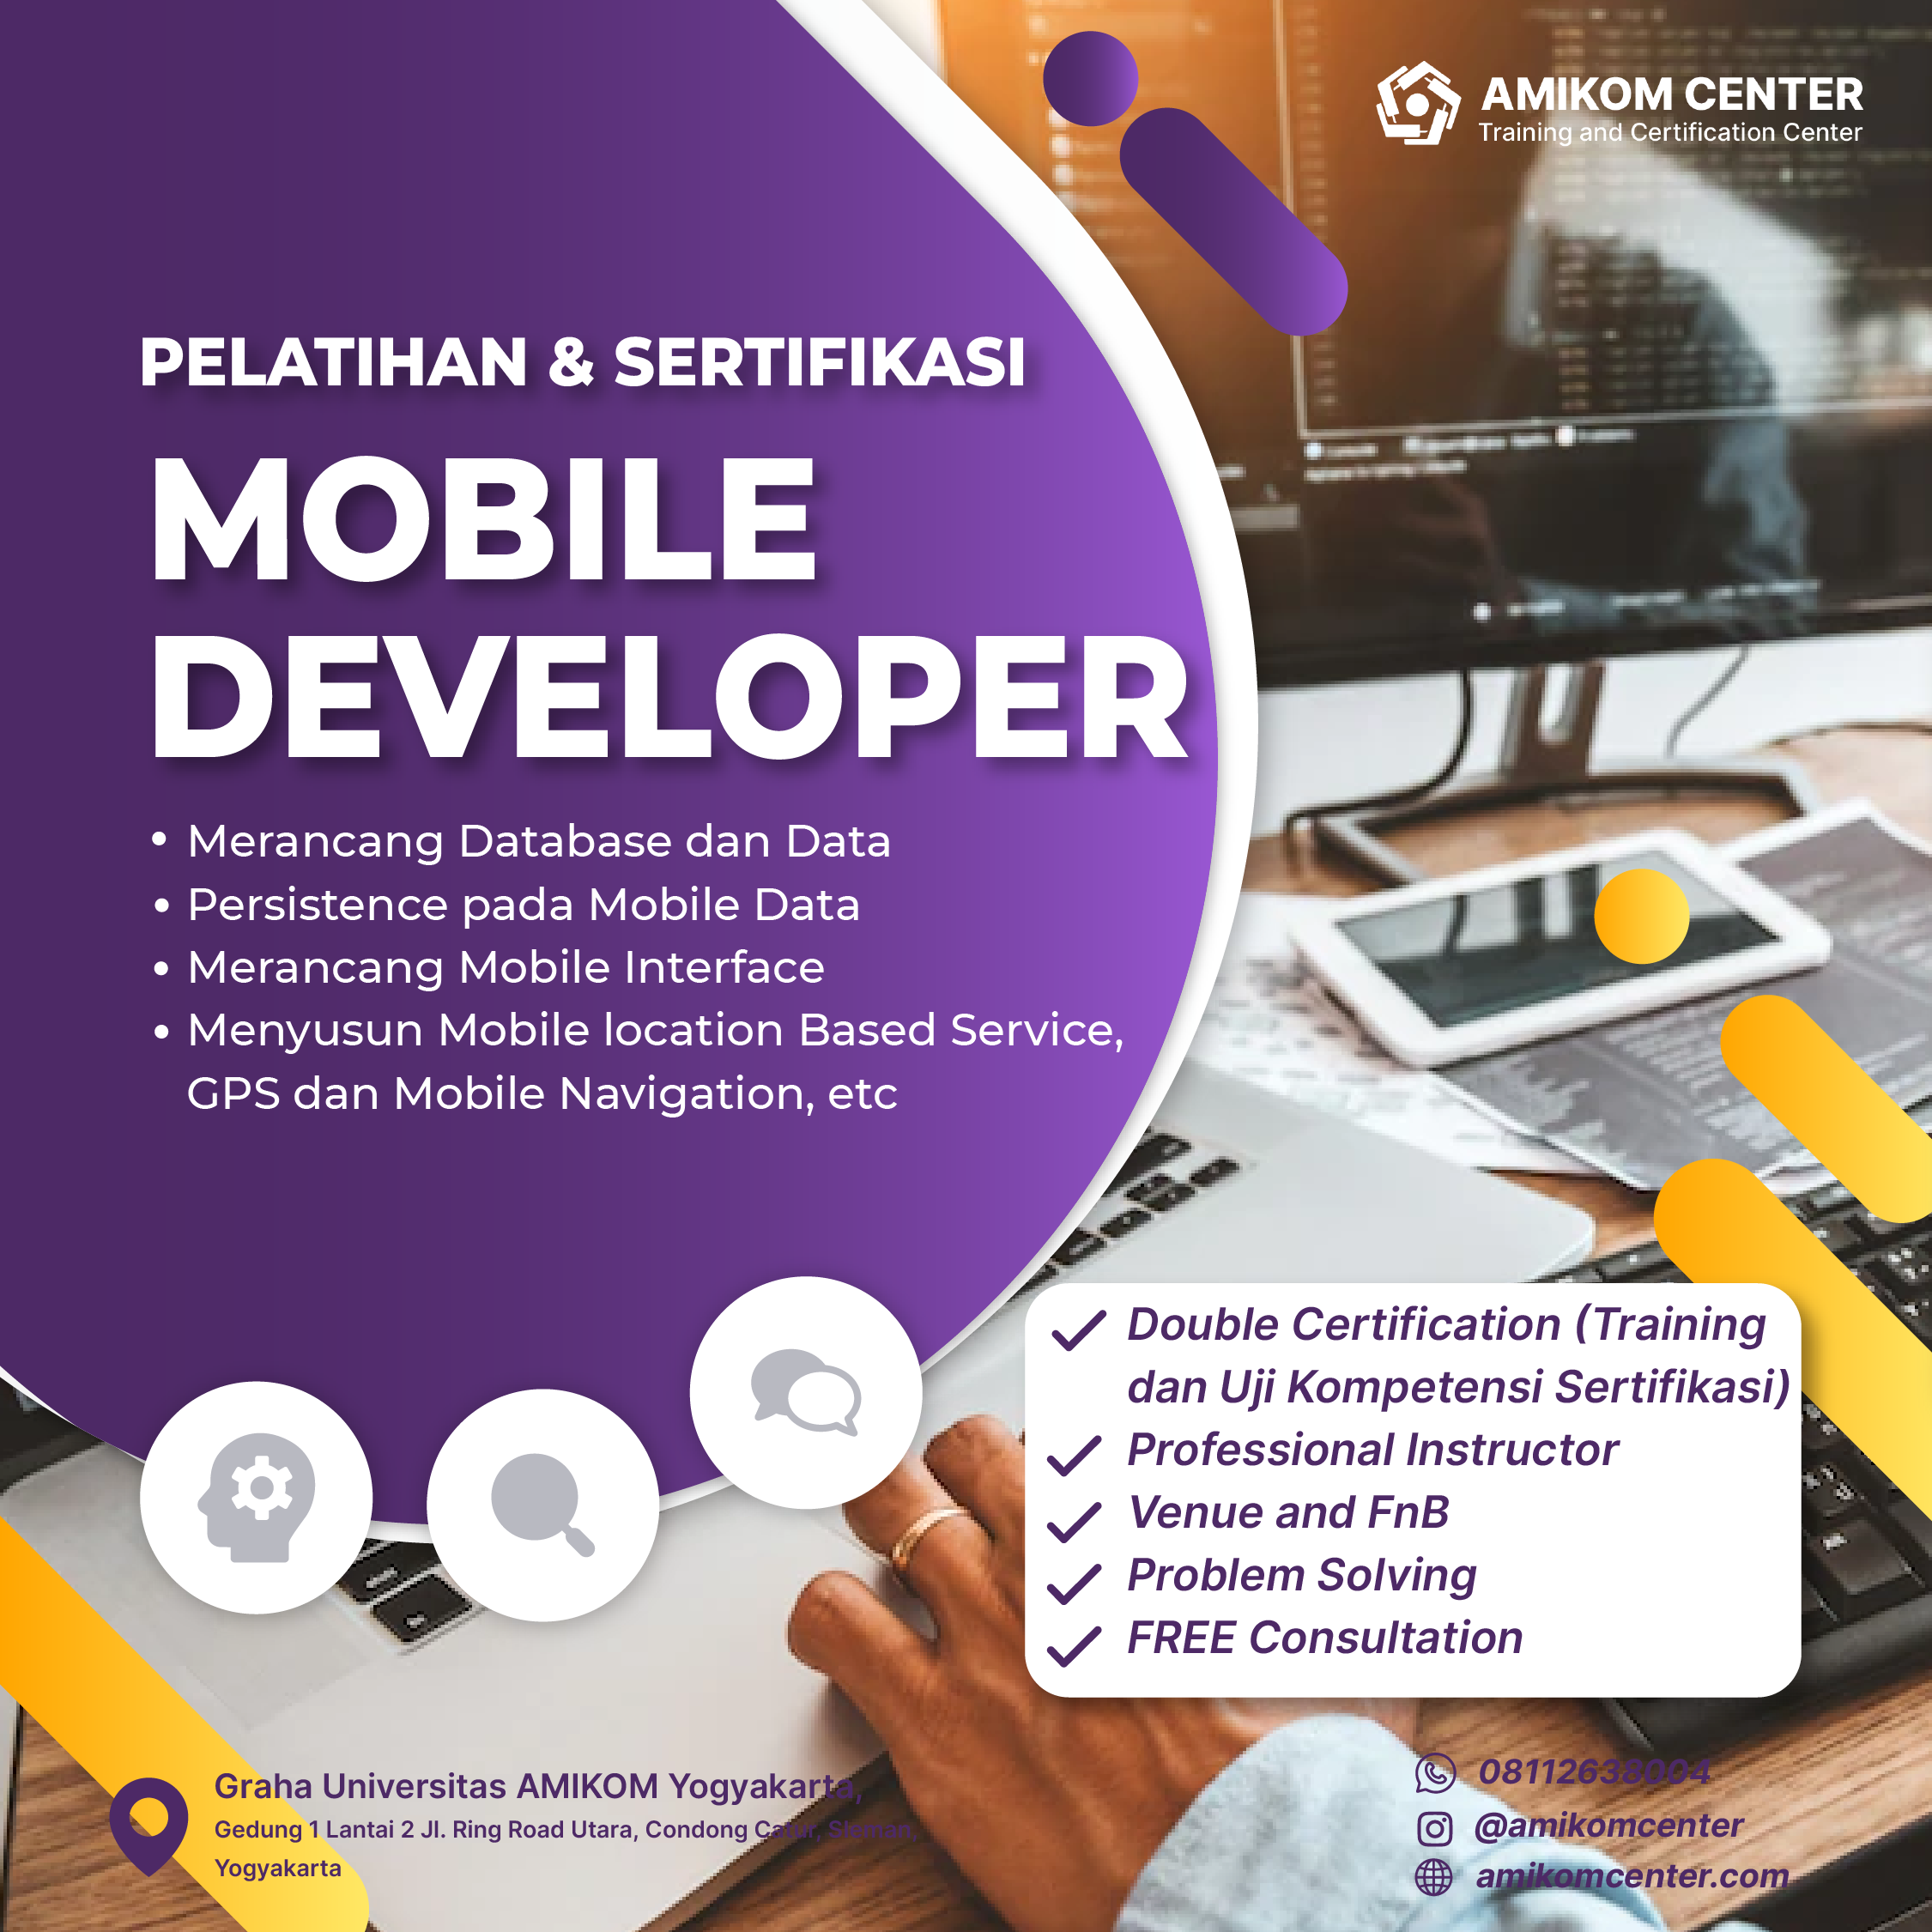 AMIKOM CENTER
Training and Certification Center
PELATIHAN & SERTIFIKASI
MOBILE
DEVELOPER
• Merancang Database dan Data
• Persistence pada Mobile Data
• Merancang Mobile Interface
• Menyusun Mobile location Based Service,
GPS dan Mobile Navigation, etc
Double Certification (Training
dan Uji Kompetensi Sertifikasi)
Professional Instructor
Venue and FnB
Problem Solving
FREE Consultation
Graha Universitas AMIKOM Yogyakarta,
Gedung 1 Lantai 2 Jl. Ring Road Utara, Condong Catur, Sleman,
Yogyakarta
08112638004
@amikomcenter
amikomcenter.com